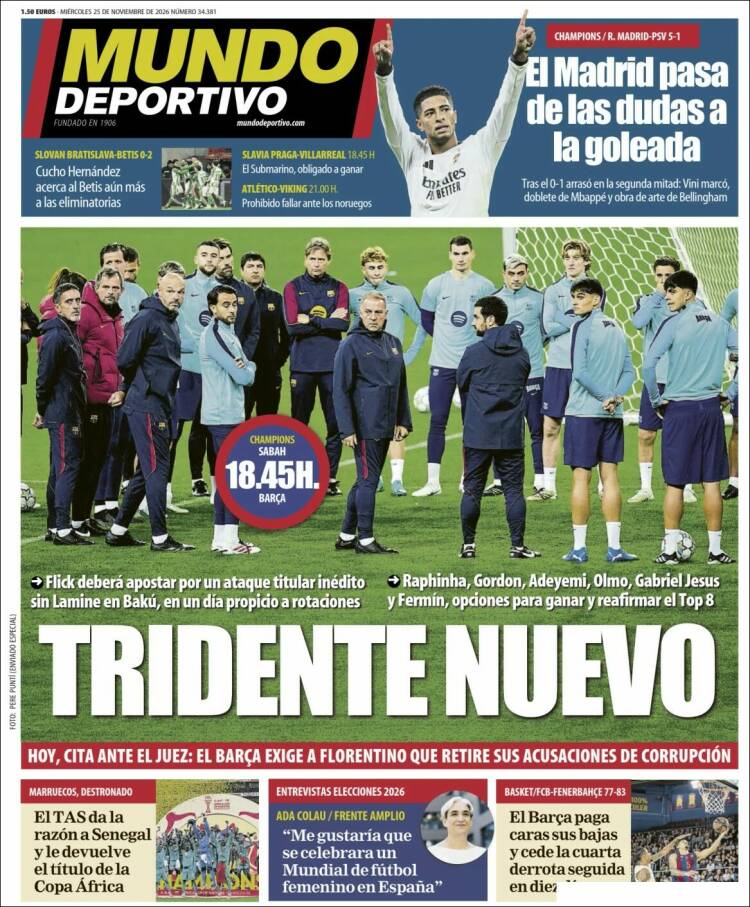 1.50 EUROS - MIÉRCOLES 25 DE NOVIEMBRE DE 2026 NÚMERO 34.381
MUNDO
DEPORTIVO
FUNDADO EN 1906
mundodeportivo.com
CHAMPIONS / R. MADRID-PSV 5-1
El Madrid pasa
de las dudas a
la goleada
Tras el 0-1 arrasó en la segunda mitad: Vini marcó,
doblete de Mbappé y obra de arte de Bellingham
SLOVAN BRATISLAVA-BETIS 0-2
Cucho Hernández
acerca al Betis aún más
a las eliminatorias
SLAVIA PRAGA-VILLARREAL 18.45 H
El Submarino, obligado a ganar
ATLÉTICO-VIKING 21.00 H.
Prohibido fallar ante los noruegos
Emirates
FLY BETTER
CHAMPIONS
SABAH
18.45H.
BARÇA
Flick deberá apostar por un ataque titular inédito
sin Lamine en Bakú, en un día propicio a rotaciones
Raphinha, Gordon, Adeyemi, Olmo, Gabriel Jesus
y Fermín, opciones para ganar y reafirmar el Top 8
TRIDENTE NUEVO
FOTO: PERE PUNTÍ (ENVIADO ESPECIAL)
HOY, CITA ANTE EL JUEZ: EL BARÇA EXIGE A FLORENTINO QUE RETIRE SUS ACUSACIONES DE CORRUPCIÓN
MARRUECOS, DESTRONADO
El TAS da la
razón a Senegal
y le devuelve
el título de la
Copa África
ENTREVISTAS ELECCIONES 2026
ADA COLAU / FRENTE AMPLIO
“Me gustaría que
se celebrara un
Mundial de fútbol
femenino en España”
BASKET/FCB-FENERBAHÇE 77-83
El Barça paga
caras sus bajas
y cede la cuarta
derrota seguida
en diez